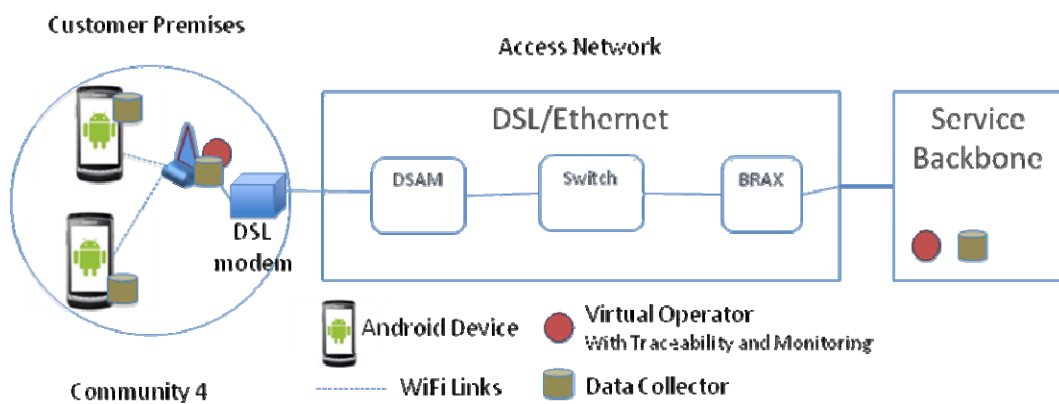 Customer Premises
Access Network
DSL/Ethernet
Service
Backbone
DSAM
Switch
BRAX
DSL
modem
Android Device
Virtual Operator
With Traceability and Monitoring
WiFi Links
Data Collector
Community 4